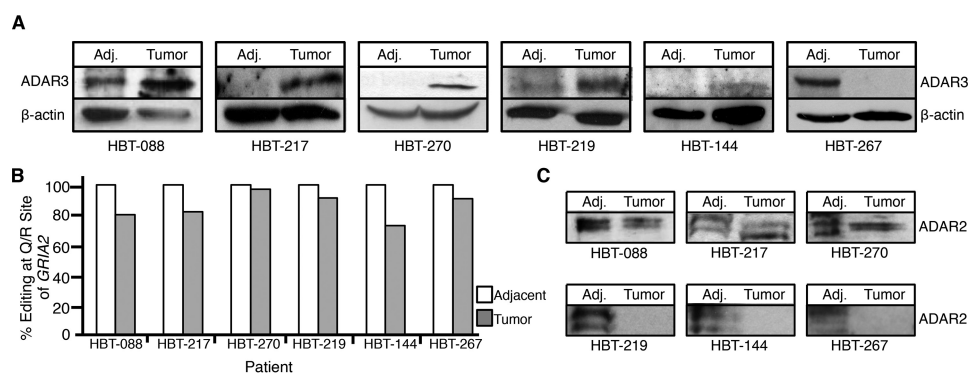 A
Adj. Tumor Adj. Tumor Adj. Tumor Adj. Tumor Adj. Tumor Adj. Tumor
ADAR3 ADAR3
β-actin β-actin
HBT-088 HBT-217 HBT-270 HBT-219 HBT-144 HBT-267
B
% Editing at Q/R Site
of GRIA2
100
80
60
40
20
0
HBT-088 HBT-217 HBT-270 HBT-219 HBT-144 HBT-267
Patient
Adjacent
Tumor
C
Adj. Tumor Adj. Tumor Adj. Tumor
ADAR2
HBT-088 HBT-217 HBT-270
Adj. Tumor Adj. Tumor Adj. Tumor
ADAR2
HBT-219 HBT-144 HBT-267